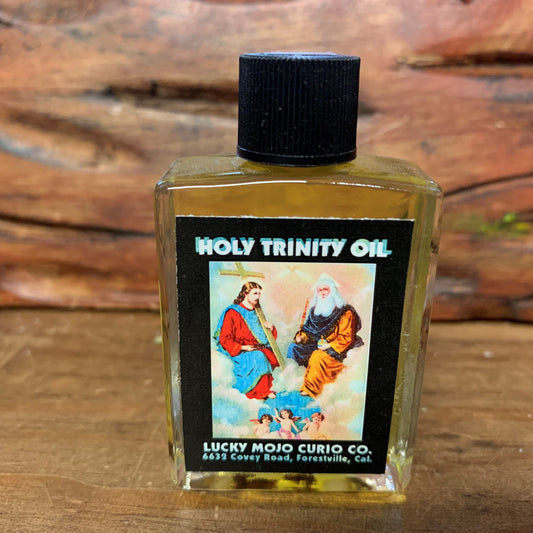 HOLY TRINITY OIL
LUCKY MOJO CURIO CO.
6632 Covey Road, Forestville, Cal.